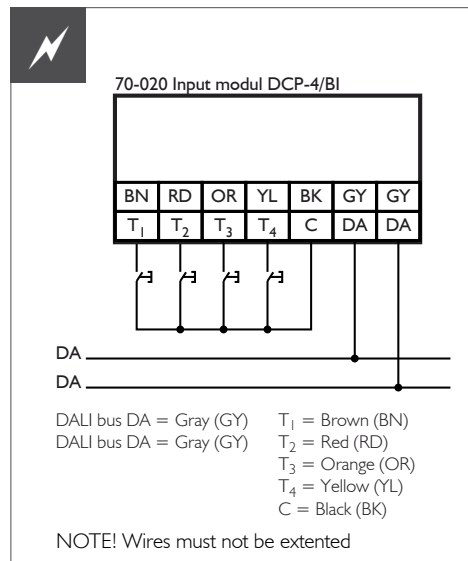 70-020 Input modul DCP-4/BI
BN RD OR YL BK GY GY
T1 T2 T3 T4 C DA DA
DA
DA
DALI bus DA = Gray (GY)
DALI bus DA = Gray (GY)
T1 = Brown (BN)
T2 = Red (RD)
T3 = Orange (OR)
T4 = Yellow (YL)
C = Black (BK)
NOTE! Wires must not be extented